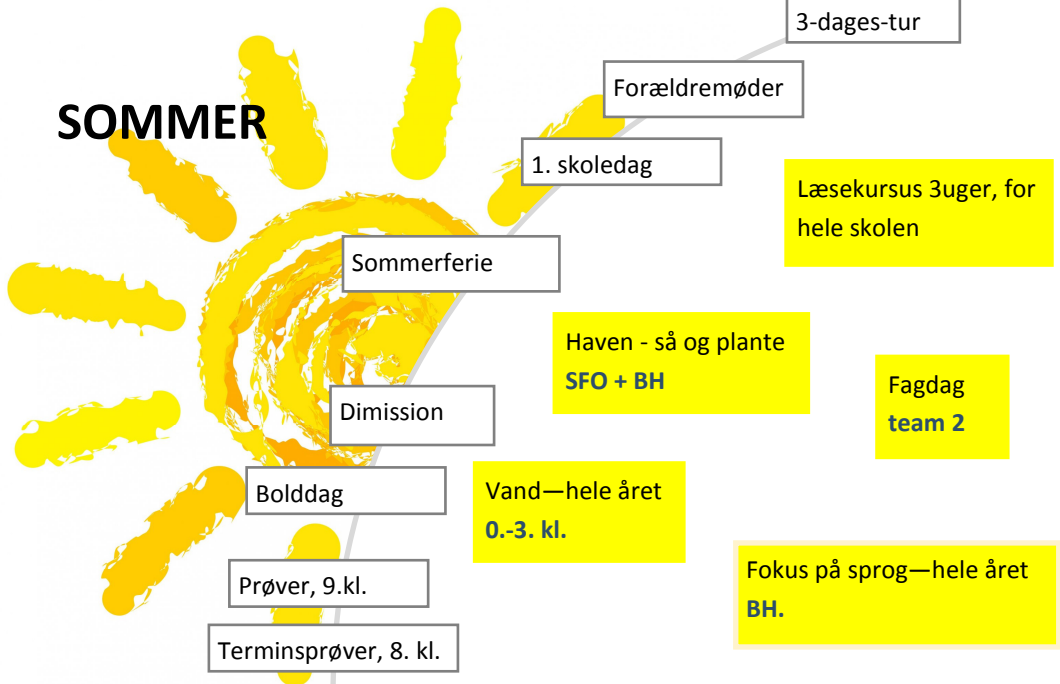 3-dages-tur
Forældremøder
SOMMER
1. skoledag
Læsekursus 3uger, for
hele skolen
Sommerferie
Haven - så og plante
SFO + BH
Fagdag
team 2
Dimission
Bolddag
Vand—hele året
0.-3. kl.
Prøver, 9.kl.
Fokus på sprog—hele året
BH.
Terminsprøver, 8. kl.